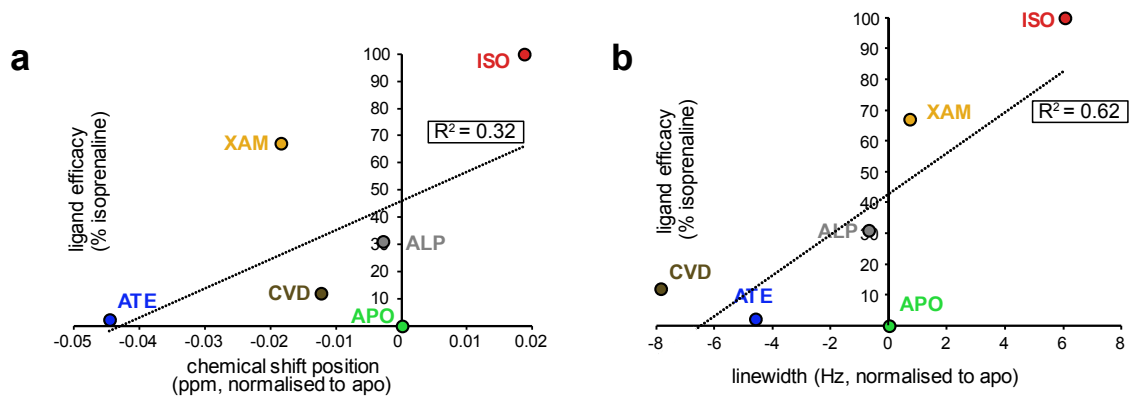 a
ligand efficacy
(% isoprenaline)
100
90
80
70
60
50
40
30
20
10
ISO
XAM
R² = 0.32
ALP
CVD
ATE
APO
-0.05
-0.04
-0.03
-0.02
-0.01
0
0.01
0.02
chemical shift position
(ppm, normalised to apo)
b
ligand efficacy
(% isoprenaline)
100
90
80
70
60
50
40
30
20
10
ISO
XAM
R² = 0.62
ALP
CVD
ATE
APO
-8
-6
-4
-2
0
2
4
6
8
linewidth (Hz, normalised to apo)